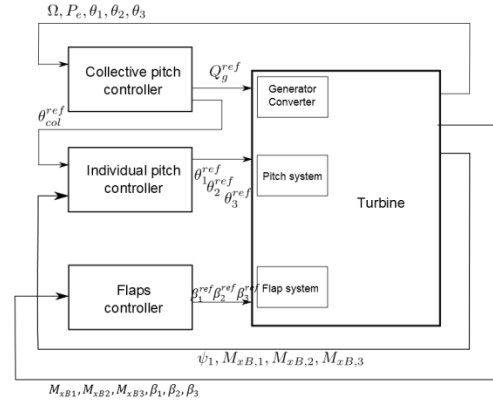 Ω, P_e, θ_1, θ_2, θ_3
Collective pitch
controller
Q_g^{ref}
Generator
Converter
θ_{col}^{ref}
Individual pitch
controller
θ_1^{ref}
θ_2^{ref}
θ_3^{ref}
Pitch system
Turbine
Flaps
controller
β_1^{ref} β_2^{ref} β_3^{ref}
Flap system
ψ_1, M_{xB,1}, M_{xB,2}, M_{xB,3}
M_{xB1}, M_{xB2}, M_{xB3}, β_1, β_2, β_3